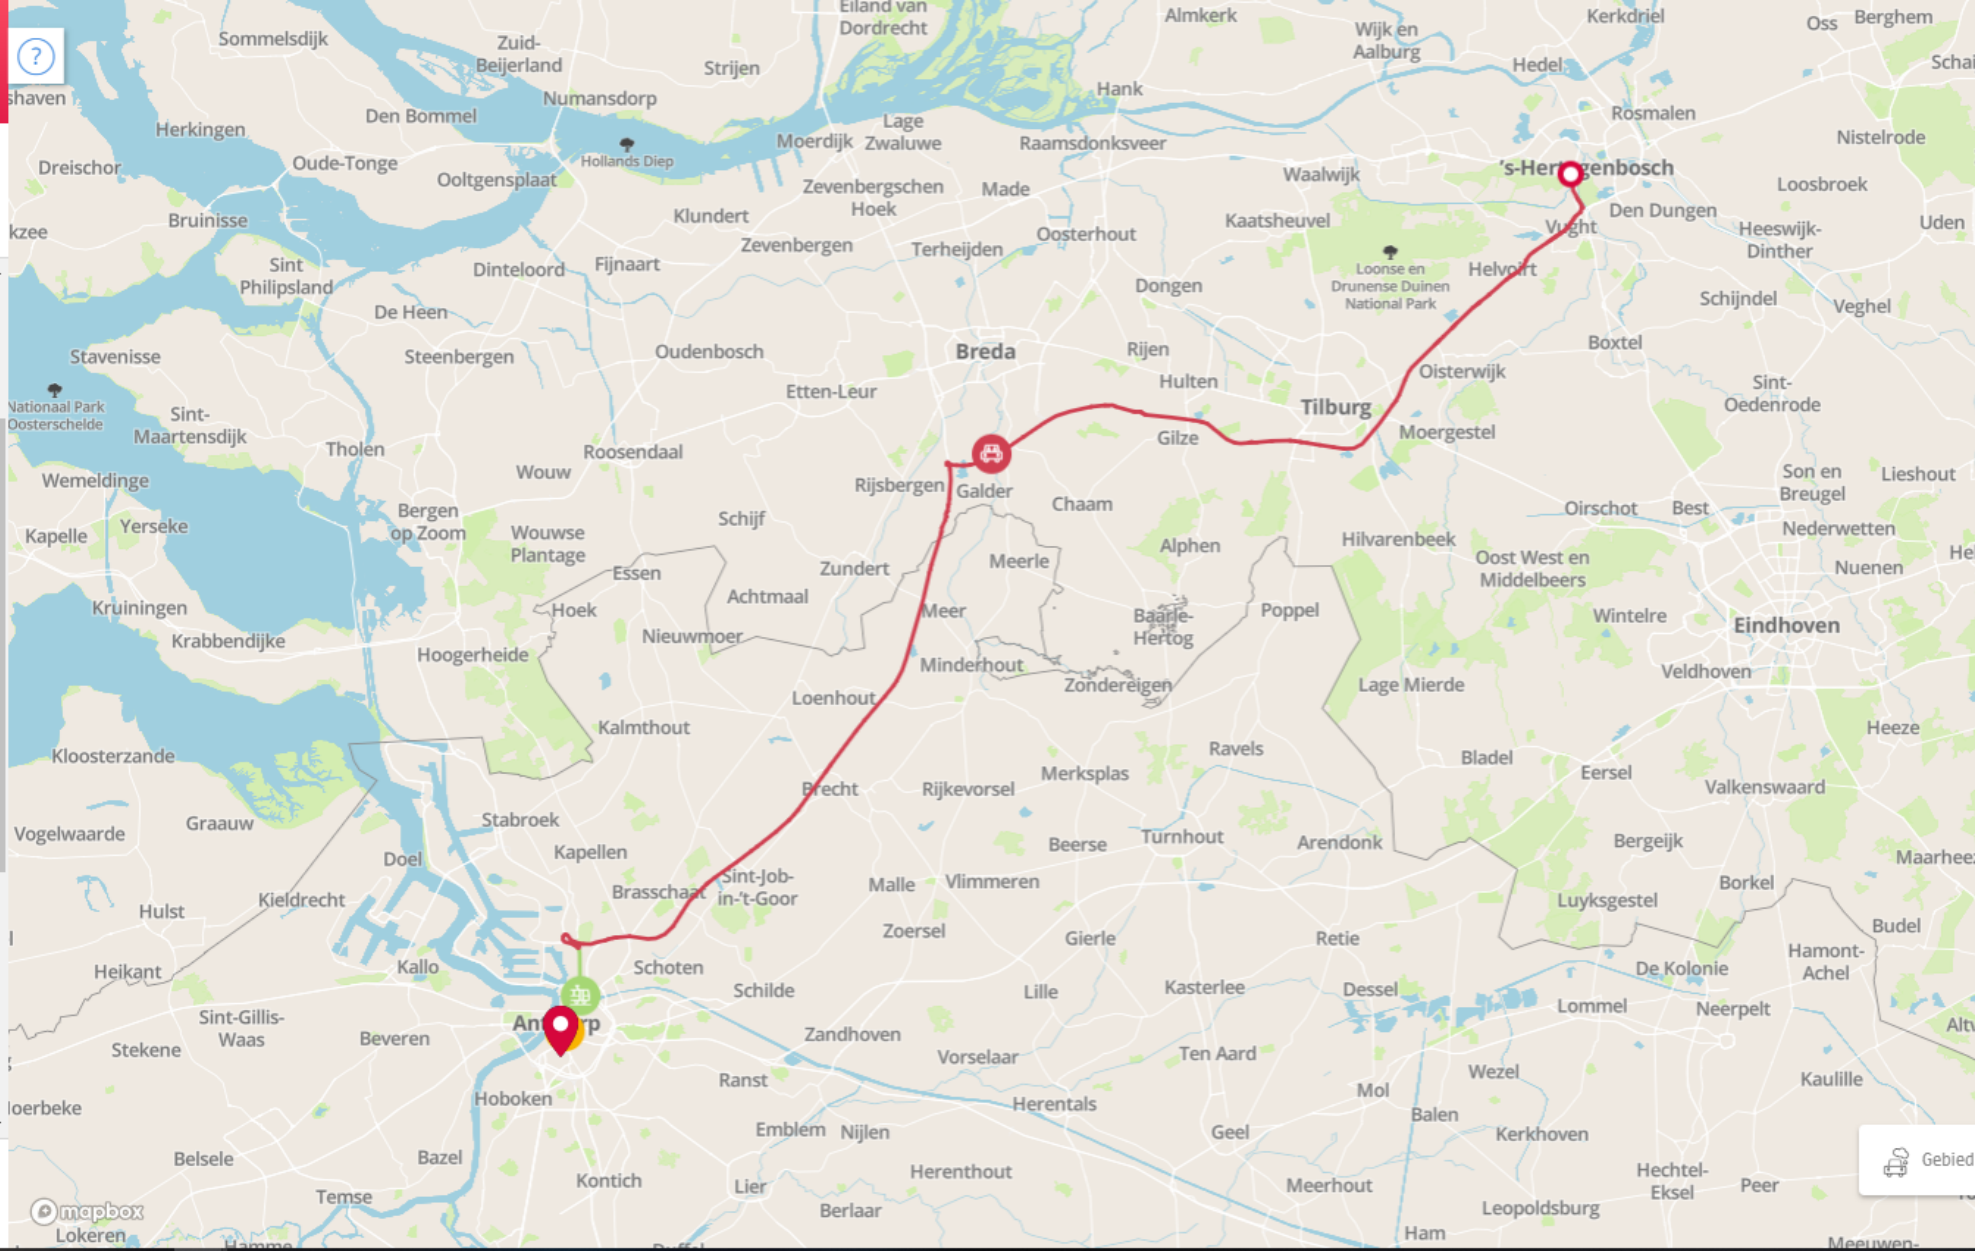 Eiland van
Dordrecht
Almkerk
Wijk en
Aalburg
Kerkdriel
Oss
Berghem
Sommelsdijk
Zuid-
Beijerland
Strijen
Hank
Hedel
?
shaven
Herkingen
Den Bommel
Numansdorp
Hollands Diep
Moerdijk
Lage
Zwaluwe
Raamsdonksveer
Rosmalen
Nistelrode
Dreischor
Oude-Tonge
Ooltgensplaat
Zevenbergschen
Hoek
Made
Waalwijk
Loosbroek
kzee
Bruinisse
Klundert
Zevenbergen
Terheijden
Oosterhout
Kaatsheuvel
Vught
Den Dungen
Heeswijk-
Dinther
Uden
Sint
Philipsland
Dinteloord
Fijnaart
Dongen
Loonse en
Drunense Duinen
National Park
Helvoirt
Schijndel
Veghel
De Heen
Stavenisse
Steenbergen
Oudenbosch
Breda
Rijen
Boxtel
Nationaal Park
Oosterschelde
Sint-
Maartensdijk
Etten-Leur
Hulten
Tilburg
Oisterwijk
Sint-
Oedenrode
Tholen
Roosendaal
Gilze
Moergestel
Wemeldinge
Wouw
Rijsbergen
Galder
Chaam
Son en
Breugel
Lieshout
Kapelle
Yerseke
Bergen
op Zoom
Wouwse
Plantage
Schijf
Oirschot
Best
Nederwetten
Essen
Zundert
Meerle
Alphen
Hilvarenbeek
Oost West en
Middelbeers
Nuenen
Kruiningen
Hoek
Achtmaal
Meer
Baarle-
Hertog
Poppel
Wintelre
Eindhoven
Krabbendijke
Hoogerheide
Nieuwmoer
Minderhout
Zondereigen
Lage Mierde
Veldhoven
Kloosterzande
Kalmthout
Loenhout
Ravels
Bladel
Heeze
Brecht
Rijkevorsel
Merksplas
Eersel
Valkenswaard
Vogelwaarde
Graauw
Stabroek
Beerse
Turnhout
Arendonk
Bergeijk
Doel
Kapellen
Brasschaat
Sint-Job-
in-'t-Goor
Malle
Vlimmeren
Borkel
Hulst
Kieldrecht
Zoersel
Gierle
Retie
Luyksgestel
Budel
Heikant
Kallo
Schoten
Schilde
Lille
Kasterlee
Dessel
De Kolonie
Hamont-
Achel
Sint-Gillis-
Waas
Stekene
Beveren
Zandhoven
Vorselaar
Ten Aard
Lommel
Neerpelt
Hoboken
Ranst
Herentals
Mol
Wezel
Kaulille
Emblem
Nijlen
Geel
Balen
Kerkhoven
Belsele
Bazel
Kontich
Lier
Herenthout
Meerhout
Hechtel-
Eksel
Peer
Gebied
Temse
Berlaar
Leopoldsburg
mapbox
Lokeren
Ham